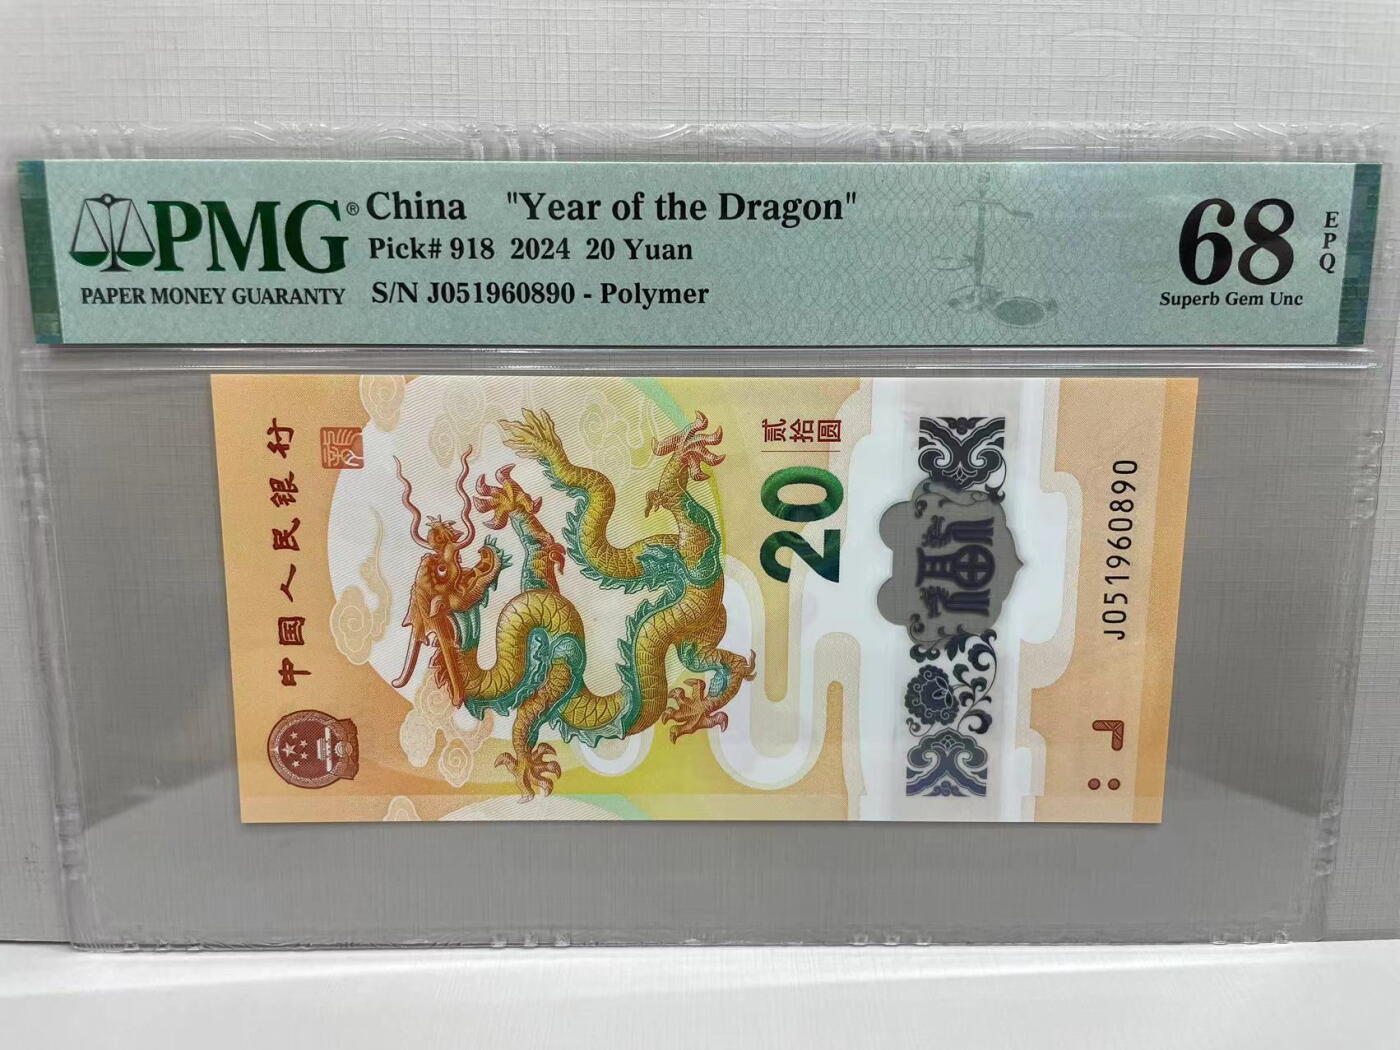 PMG® China "Year of the Dragon"
Pick# 918 2024 20 Yuan
PAPER MONEY GUARANTY S/N J051960890 - Polymer
68 EPQ
Superb Gem Unc
中国人民银行
贰拾圆
20
福
J051960890